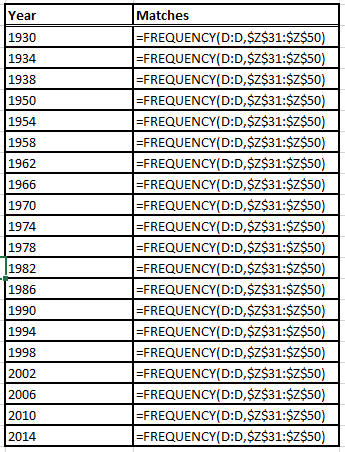 Year Matches
1930 =FREQUENCY(D:D,$Z$31:$Z$50)
1934 =FREQUENCY(D:D,$Z$31:$Z$50)
1938 =FREQUENCY(D:D,$Z$31:$Z$50)
1950 =FREQUENCY(D:D,$Z$31:$Z$50)
1954 =FREQUENCY(D:D,$Z$31:$Z$50)
1958 =FREQUENCY(D:D,$Z$31:$Z$50)
1962 =FREQUENCY(D:D,$Z$31:$Z$50)
1966 =FREQUENCY(D:D,$Z$31:$Z$50)
1970 =FREQUENCY(D:D,$Z$31:$Z$50)
1974 =FREQUENCY(D:D,$Z$31:$Z$50)
1978 =FREQUENCY(D:D,$Z$31:$Z$50)
1982 =FREQUENCY(D:D,$Z$31:$Z$50)
1986 =FREQUENCY(D:D,$Z$31:$Z$50)
1990 =FREQUENCY(D:D,$Z$31:$Z$50)
1994 =FREQUENCY(D:D,$Z$31:$Z$50)
1998 =FREQUENCY(D:D,$Z$31:$Z$50)
2002 =FREQUENCY(D:D,$Z$31:$Z$50)
2006 =FREQUENCY(D:D,$Z$31:$Z$50)
2010 =FREQUENCY(D:D,$Z$31:$Z$50)
2014 =FREQUENCY(D:D,$Z$31:$Z$50)